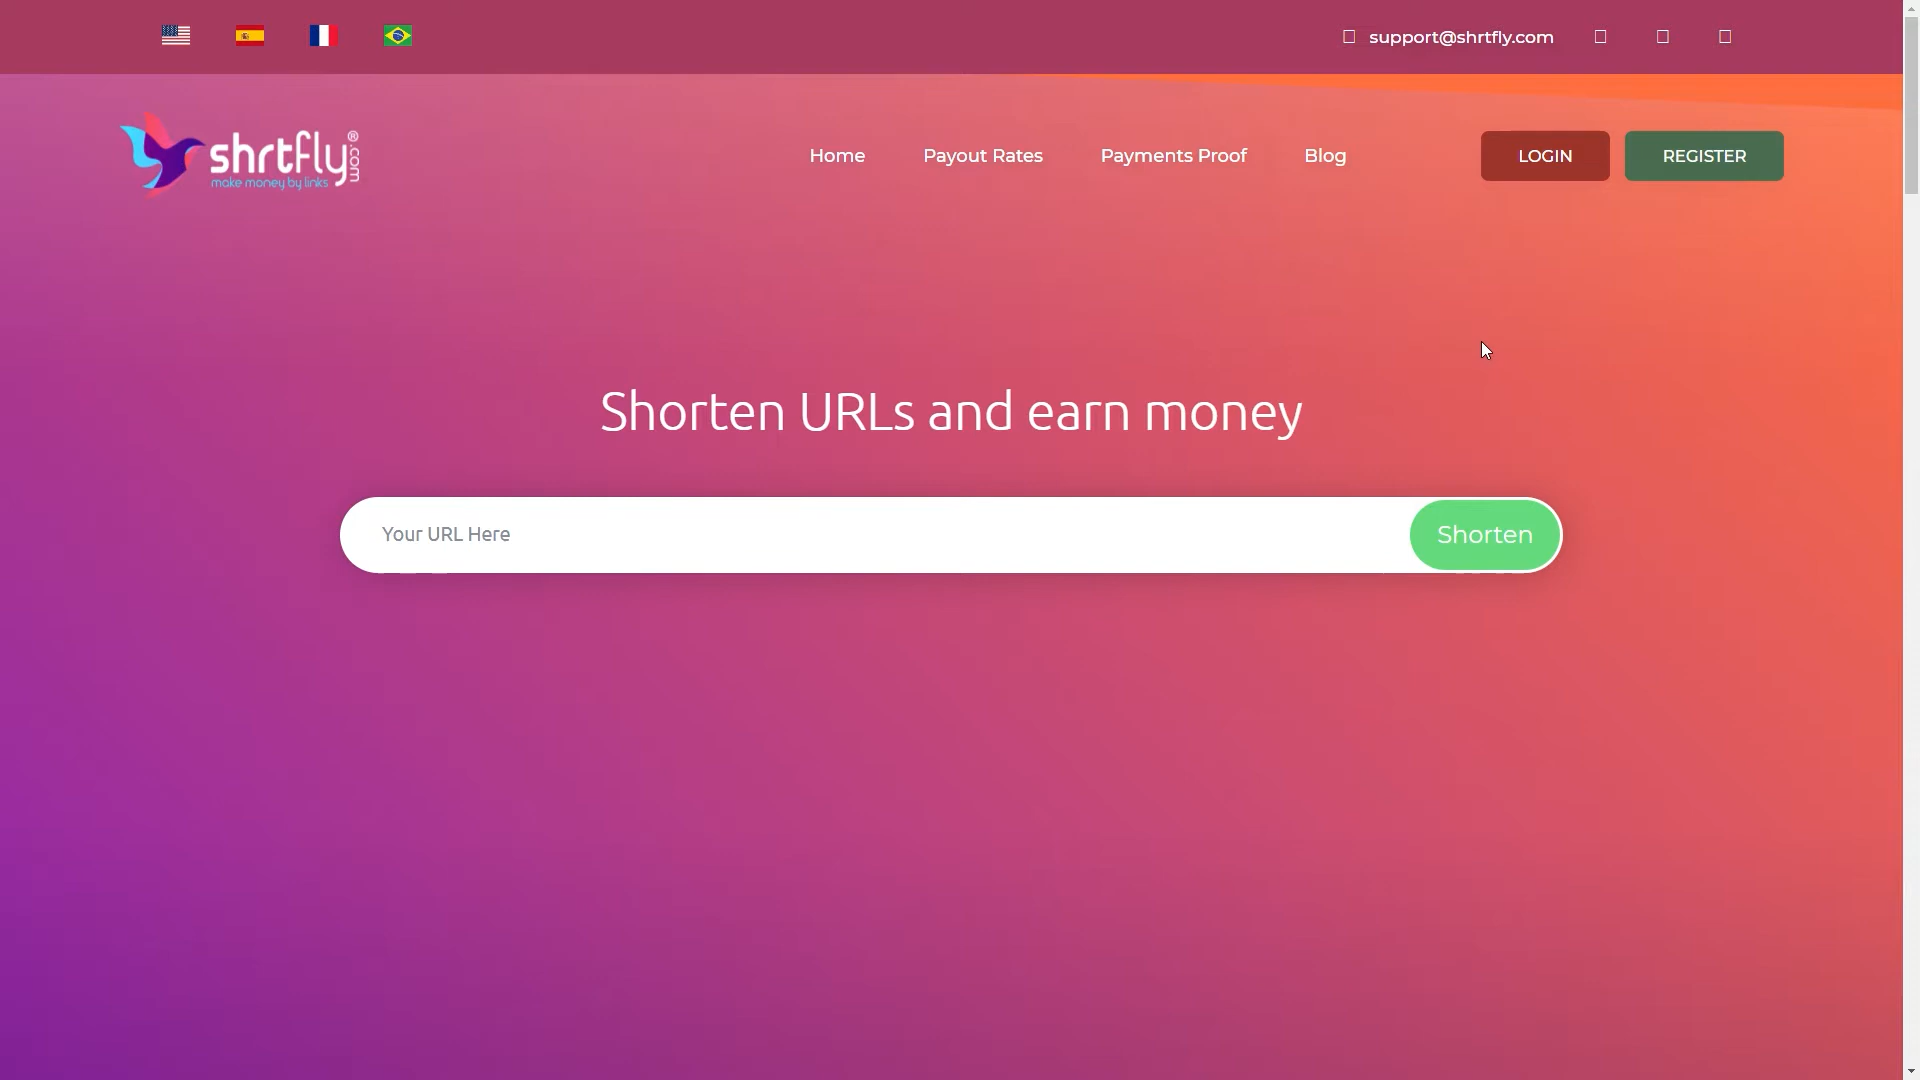 support@shrtfly.com
shrtfly®.com
make money by links
Home
Payout Rates
Payments Proof
Blog
LOGIN
REGISTER
Shorten URLs and earn money
Your URL Here
Shorten